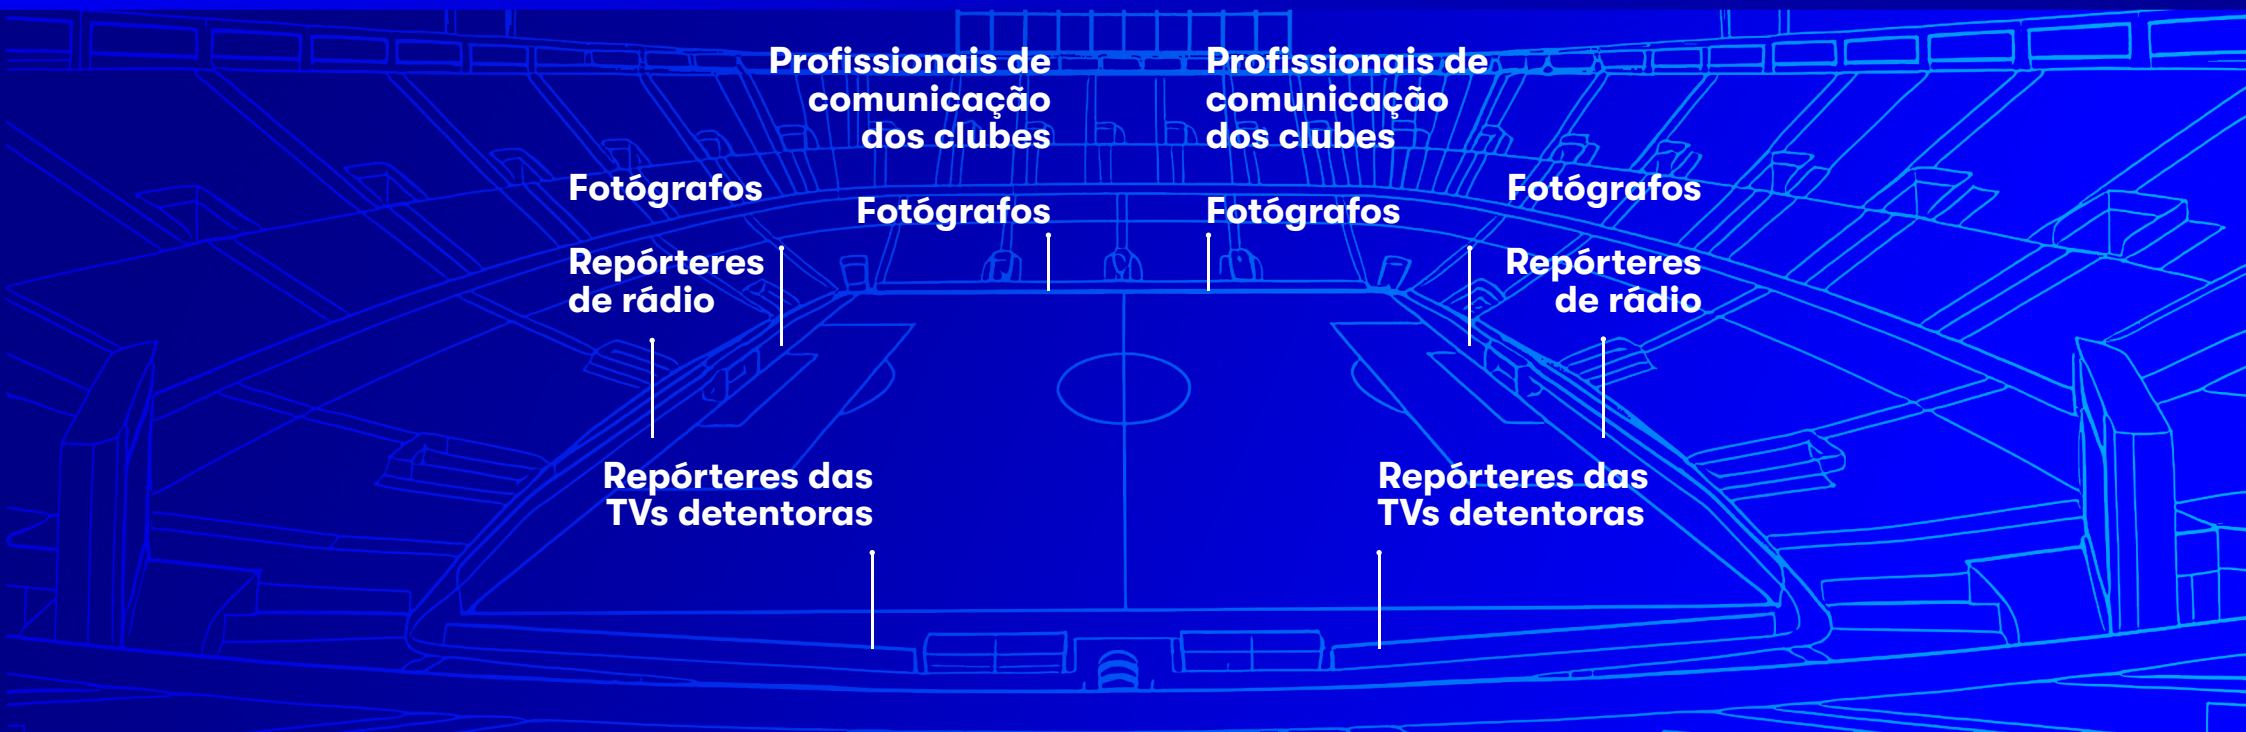 Profissionais de
comunicação
dos clubes
Profissionais de
comunicação
dos clubes
Fotógrafos
Fotógrafos
Fotógrafos
Fotógrafos
Repórteres
de rádio
Repórteres
de rádio
Repórteres das
TVs detentoras
Repórteres das
TVs detentoras